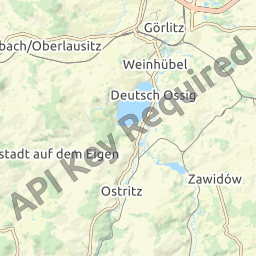 Görlitz
bach/Oberlausitz
Weinhübel
Deutsch Ossig
API Key Required
stadt auf dem Eigen
Zawidów
Ostritz